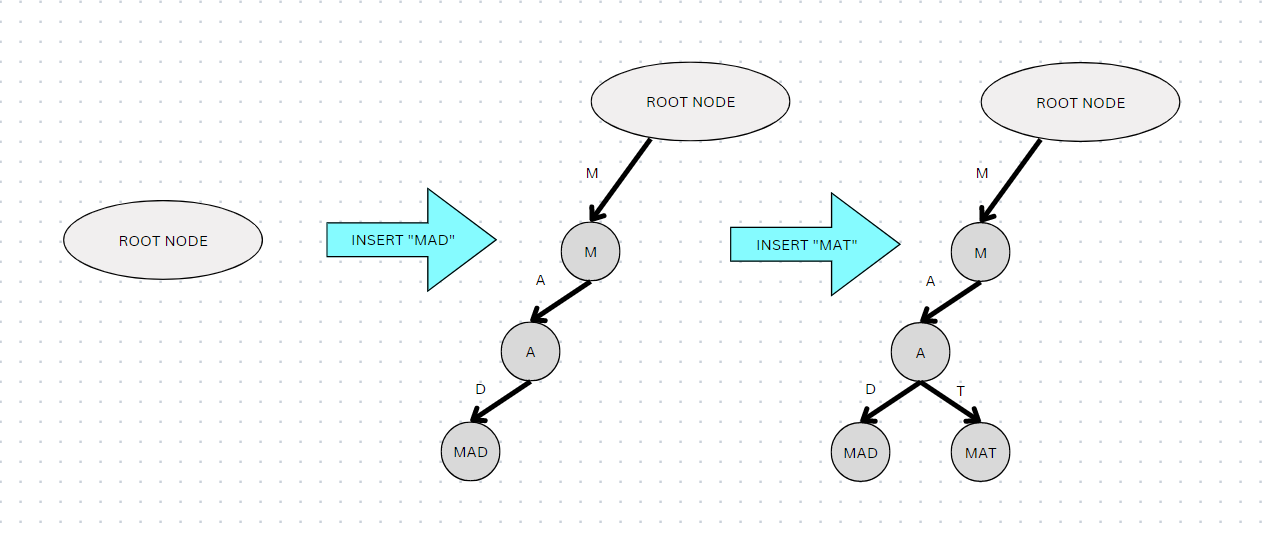 ROOT NODE
INSERT "MAD"
ROOT NODE
M
M
A
A
D
MAD
INSERT "MAT"
ROOT NODE
M
M
A
A
D
T
MAD
MAT